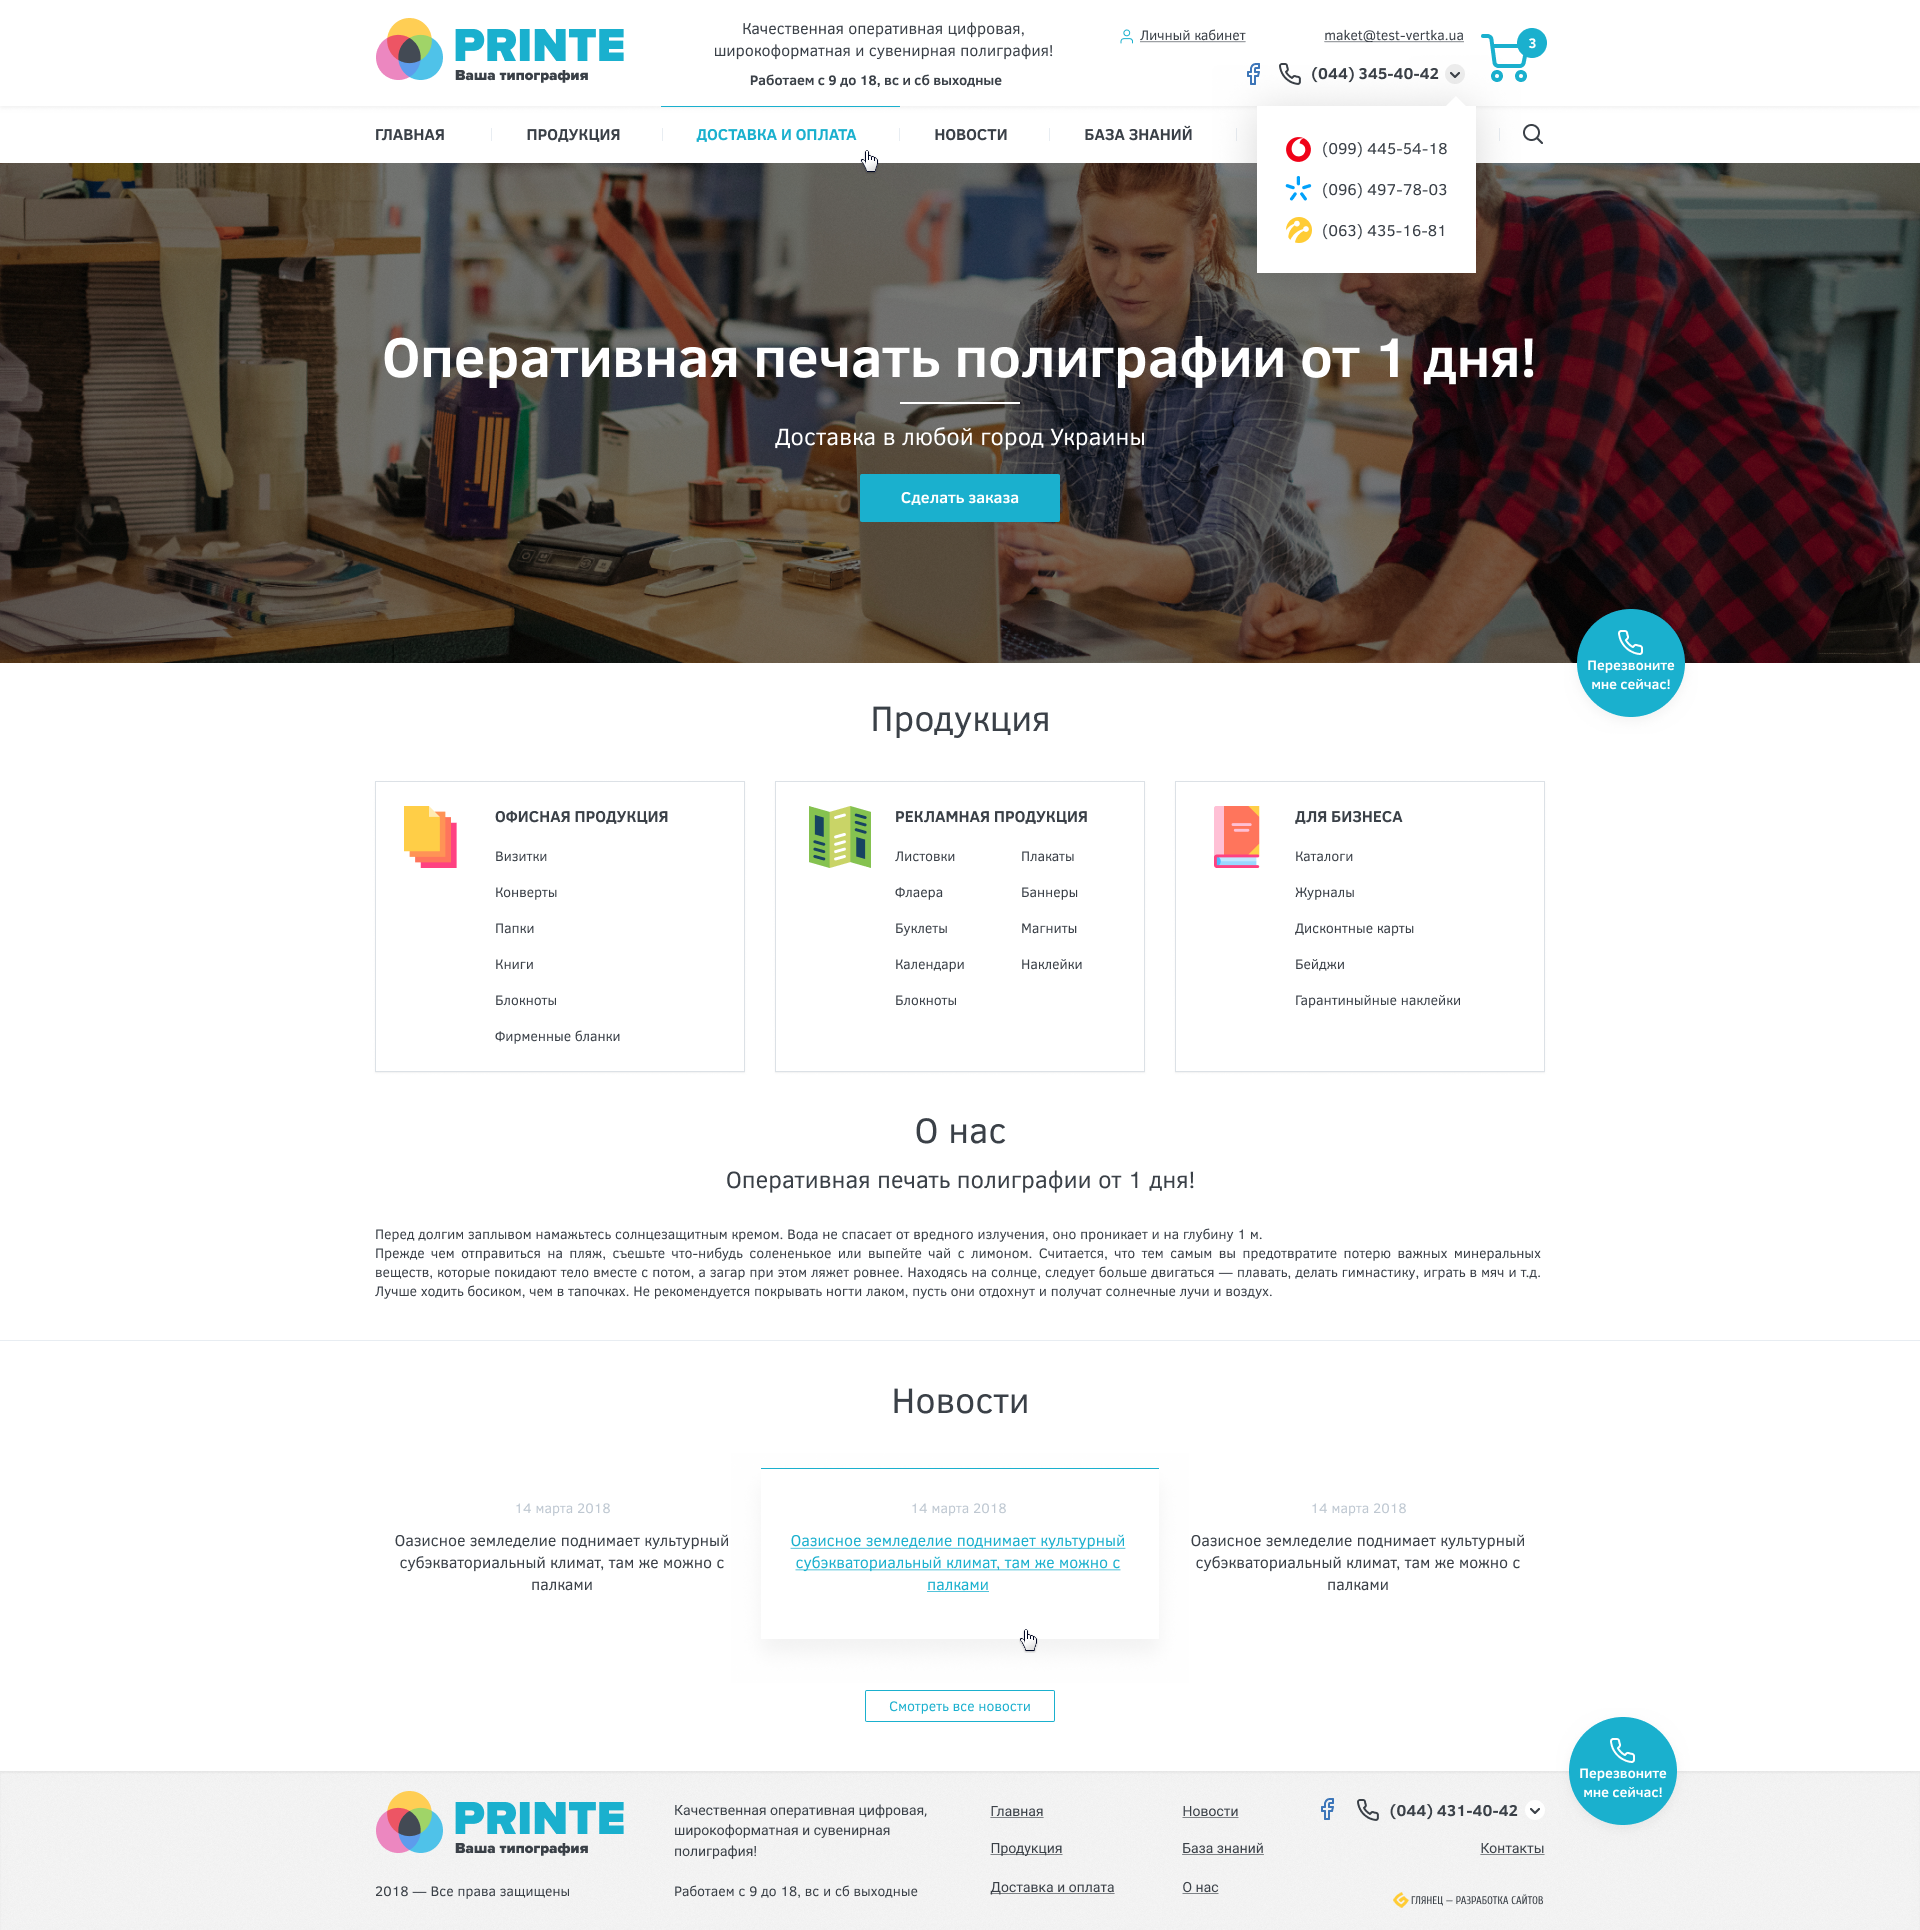 PRINTE
Ваша типография
Качественная оперативная цифровая,
широкоформатная и сувенирная полиграфия!
Работаем с 9 до 18, вс и сб выходные
Личный кабинет
maket@test-vertka.ua
(044) 345-40-42
3
ГЛАВНАЯ
ПРОДУКЦИЯ
ДОСТАВКА И ОПЛАТА
НОВОСТИ
БАЗА ЗНАНИЙ
(099) 445-54-18
(096) 497-78-03
(063) 435-16-81
Оперативная печать полиграфии от 1 дня!
Доставка в любой город Украины
Сделать заказа
Перезвоните
мне сейчас!
Продукция
ОФИСНАЯ ПРОДУКЦИЯ
Визитки
Конверты
Папки
Книги
Блокноты
Фирменные бланки
РЕКЛАМНАЯ ПРОДУКЦИЯ
Листовки
Флаера
Буклеты
Календари
Блокноты
Плакаты
Баннеры
Магниты
Наклейки
ДЛЯ БИЗНЕСА
Каталоги
Журналы
Дисконтные карты
Бейджи
Гарантиныйные наклейки
О нас
Оперативная печать полиграфии от 1 дня!
Перед долгим заплывом намажьтесь солнцезащитным кремом. Вода не спасает от вредного излучения, оно проникает и на глубину 1 м.
Прежде чем отправиться на пляж, съешьте что-нибудь солененькое или выпейте чай с лимоном. Считается, что тем самым вы предотвратите потерю важных минеральных
веществ, которые покидают тело вместе с потом, а загар при этом ляжет ровнее. Находясь на солнце, следует больше двигаться — плавать, делать гимнастику, играть в мяч и т.д.
Лучше ходить босиком, чем в тапочках. Не рекомендуется покрывать ногти лаком, пусть они отдохнут и получат солнечные лучи и воздух.
Новости
14 марта 2018
Оазисное земледелие поднимает культурный
субэкваториальный климат, там же можно с
палками
14 марта 2018
Оазисное земледелие поднимает культурный
субэкваториальный климат, там же можно с
палками
14 марта 2018
Оазисное земледелие поднимает культурный
субэкваториальный климат, там же можно с
палками
Смотреть все новости
Перезвоните
мне сейчас!
PRINTE
Ваша типография
2018 — Все права защищены
Качественная оперативная цифровая,
широкоформатная и сувенирная
полиграфия!
Работаем с 9 до 18, вс и сб выходные
Главная
Продукция
Доставка и оплата
Новости
База знаний
О нас
(044) 431-40-42
Контакты
ГЛЯНЕЦ — РАЗРАБОТКА САЙТОВ